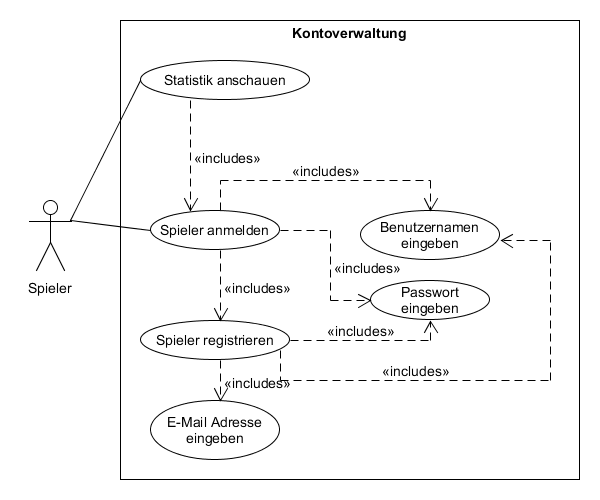 Kontoverwaltung
Statistik anschauen
«includes»
«includes»
Spieler anmelden
Benutzernamen
eingeben
Spieler
«includes»
«includes»
Passwort
eingeben
Spieler registrieren
«includes»
«includes»
«includes»
E-Mail Adresse
eingeben